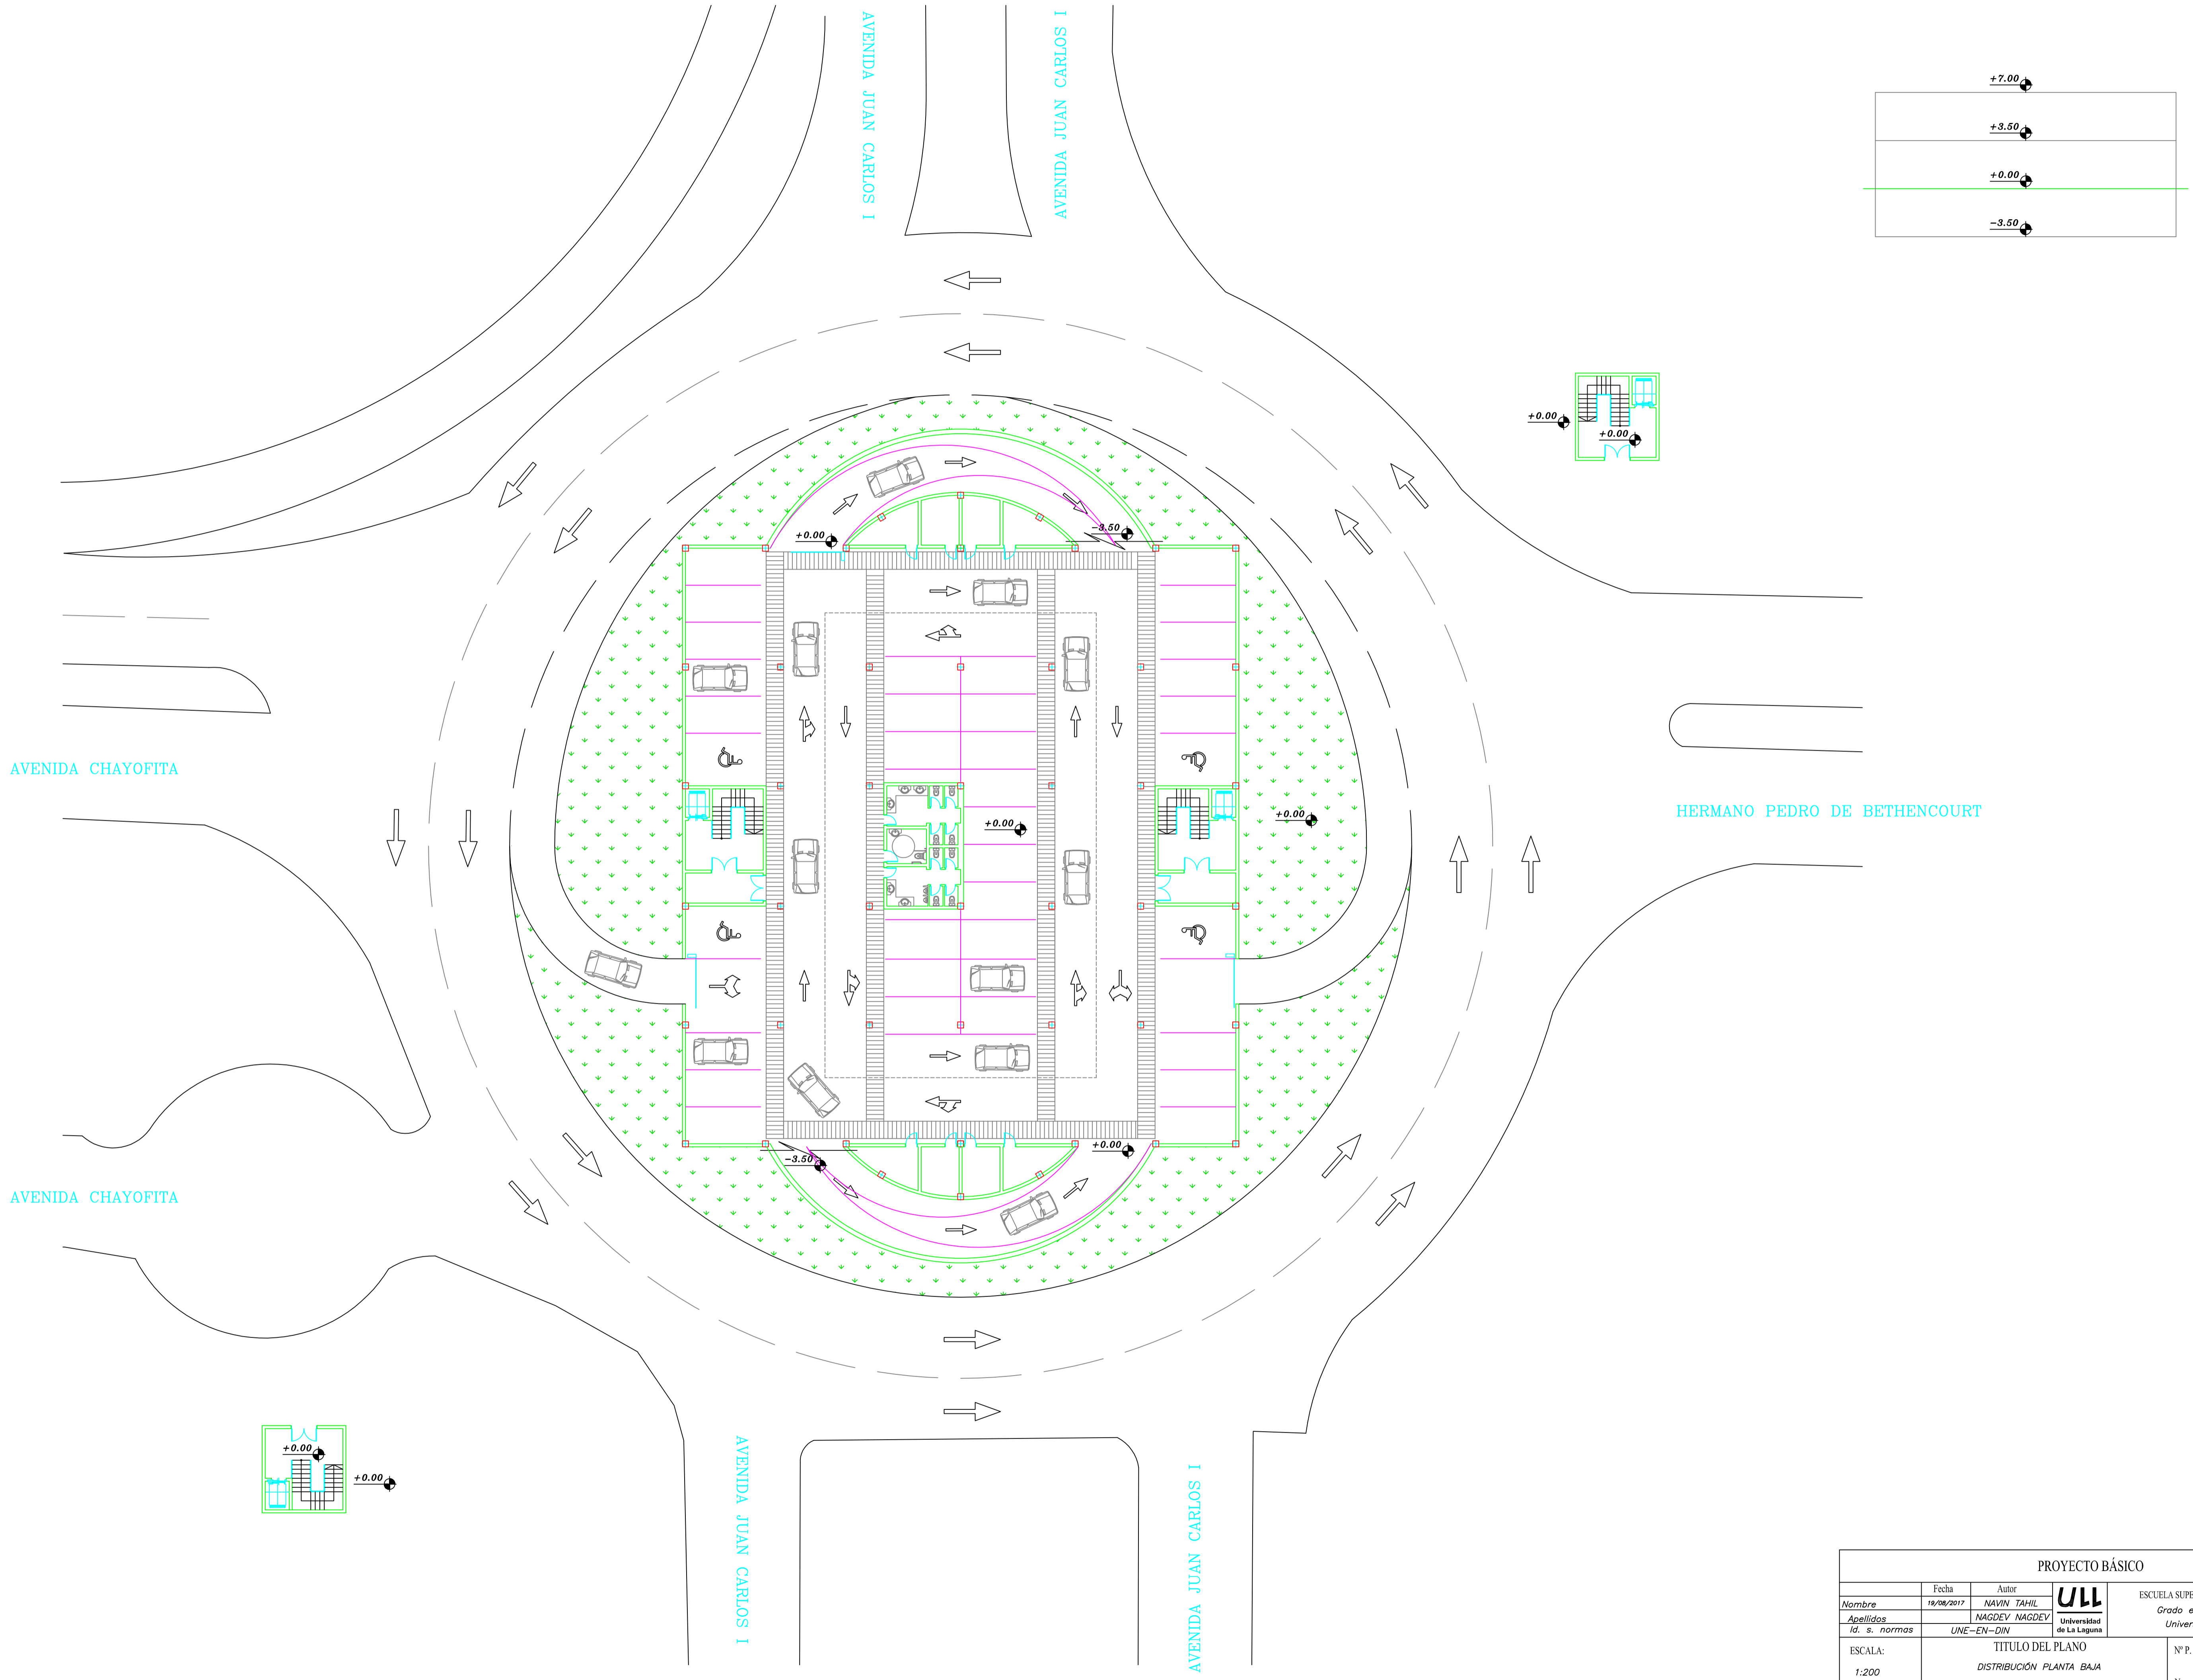 AVENIDA JUAN CARLOS I
AVENIDA JUAN CARLOS I
+7.00
+3.50
+0.00
-3.50
+0.00
+0.00
+0.00
-3.50
AVENIDA CHAYOFITA
HERMANO PEDRO DE BETHENCOURT
+0.00
+0.00
-3.50
+0.00
AVENIDA CHAYOFITA
+0.00
+0.00
AVENIDA JUAN CARLOS I
AVENIDA JUAN CARLOS I
PROYECTO BÁSICO
Fecha Autor
Nombre 19/08/2017 NAVIN TAHIL
Apellidos NAGDEV NAGDEV
Id. s. normas UNE-EN-DIN
ULL
Universidad
de La Laguna
ESCUELA SUPE
Grado e
Univer
ESCALA:
1:200
TITULO DEL PLANO
DISTRIBUCIÓN PLANTA BAJA
Nº P.